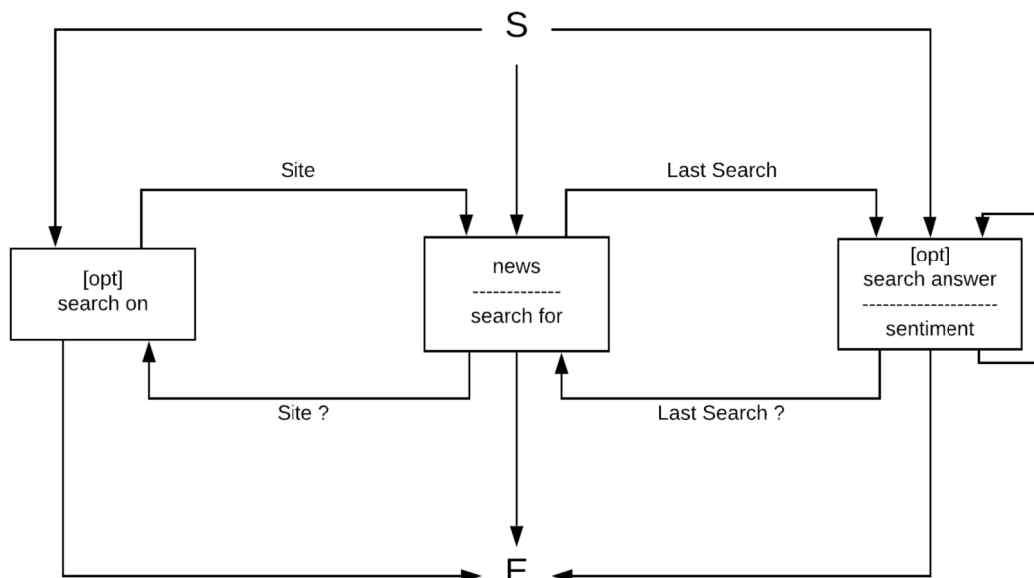 S
Site
Last Search
[opt]
search on
news
-------------
search for
[opt]
search answer
--------------------
sentiment
Site ?
Last Search ?
E